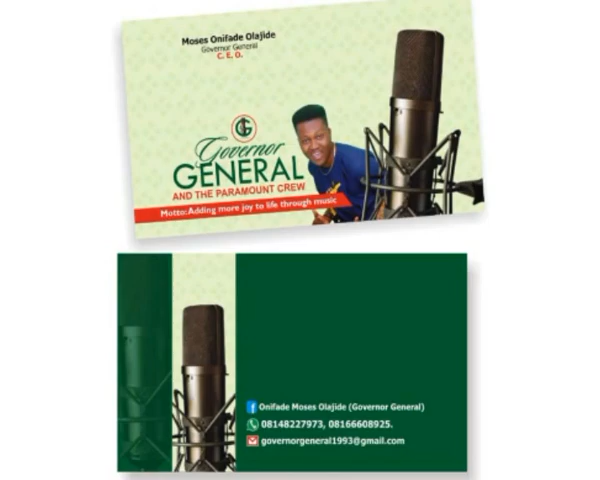 Moses Onifade Olajide
Governor General
C. E. O.
G
Governor
GENERAL
AND THE PARAMOUNT CREW
Motto: Adding more joy to life through music
Onifade Moses Olajide (Governor General)
08148227973, 08166608925.
governorgeneral1993@gmail.com